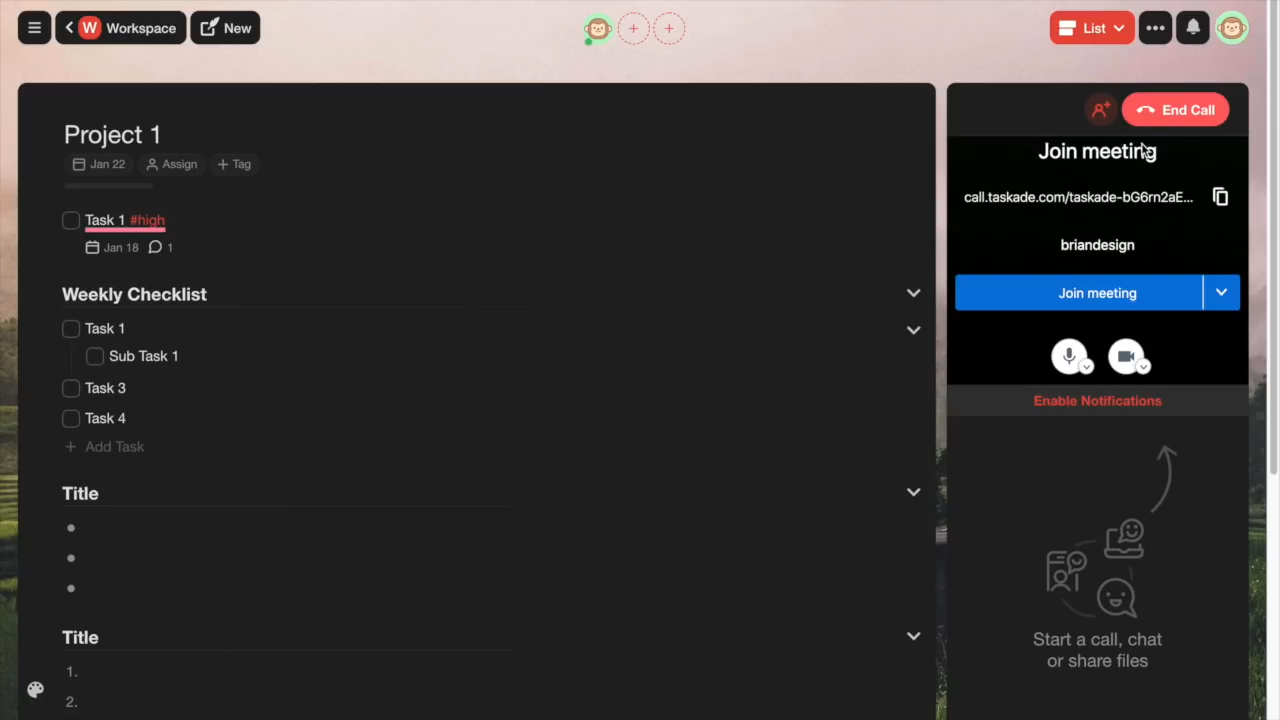 W Workspace
New
List
Project 1
Jan 22 Assign + Tag
Task 1 #high
Jan 18 1
Weekly Checklist
Task 1
Sub Task 1
Task 3
Task 4
+ Add Task
Title
Title
1.
2.
End Call
Join meeting
call.taskade.com/taskade-bG6rn2aE...
briandesign
Join meeting
Enable Notifications
Start a call, chat
or share files